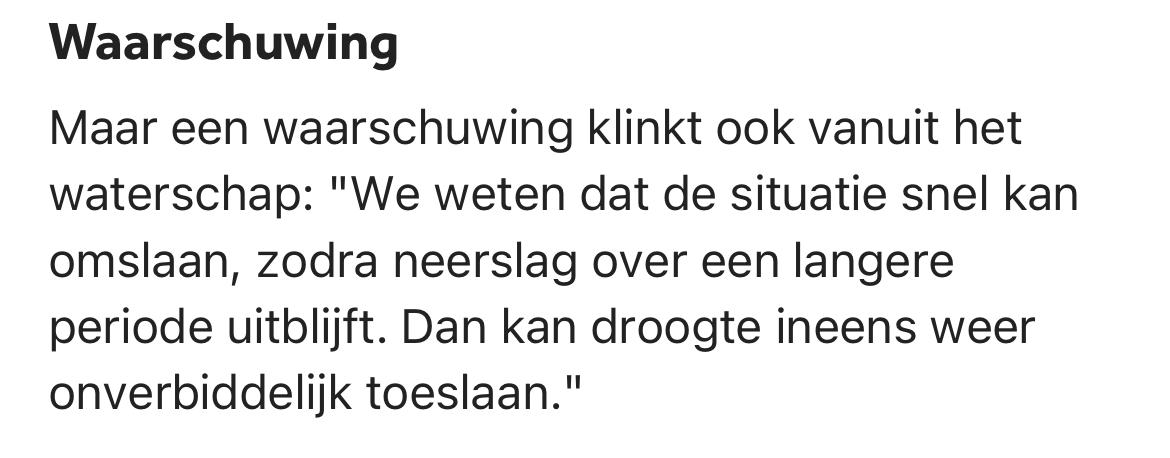 Waarschuwing
Maar een waarschuwing klinkt ook vanuit het
waterschap: "We weten dat de situatie snel kan
omslaan, zodra neerslag over een langere
periode uitblijft. Dan kan droogte ineens weer
onverbiddelijk toeslaan."